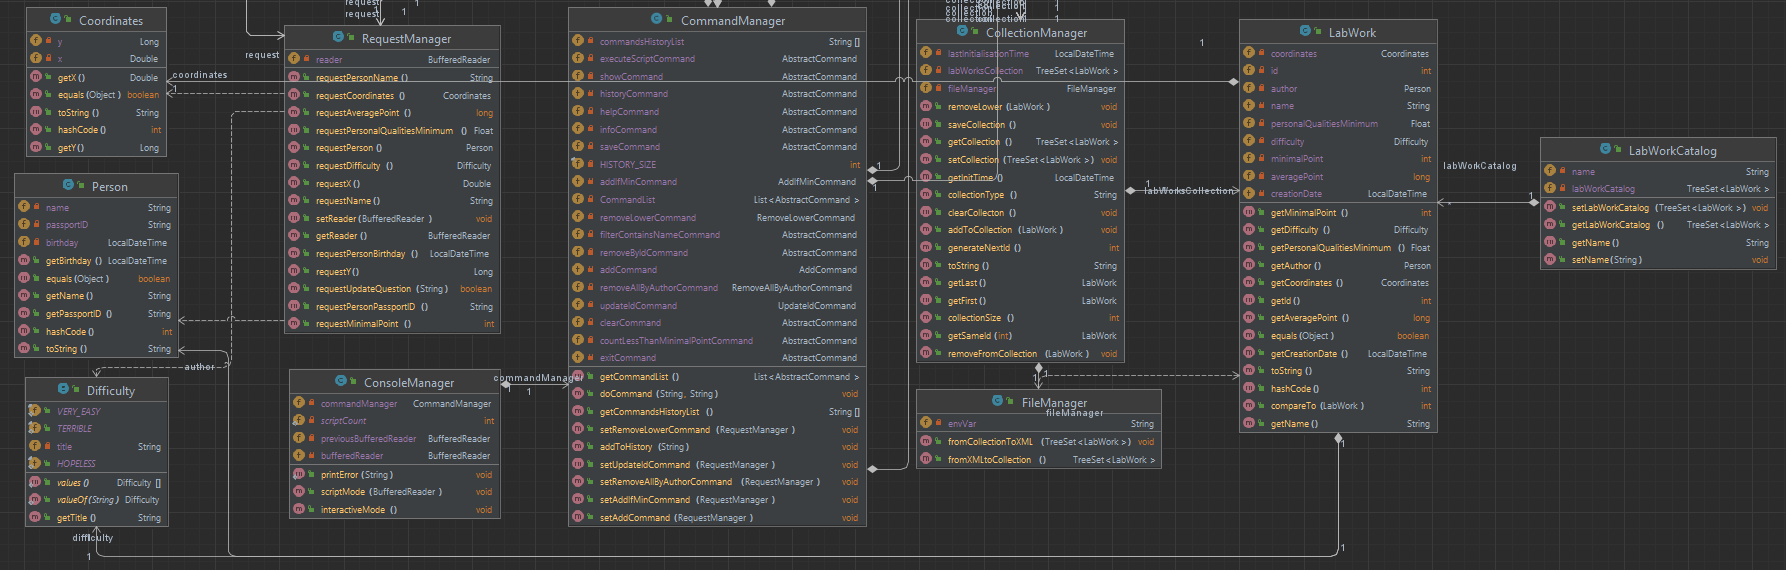 request
request
1
1
collection
collection
1
Coordinates
y Long
x Double
getX () Double
equals (Object ) boolean
toString () String
hashCode () int
getY () Long
request
coordinates
1
RequestManager
reader BufferedReader
requestPersonName () String
requestCoordinates () Coordinates
requestAveragePoint () long
requestPersonalQualitiesMinimum () Float
requestPerson () Person
requestDifficulty () Difficulty
requestX () Double
requestName () String
setReader (BufferedReader ) void
getReader () BufferedReader
requestPersonBirthday () LocalDateTime
requestY() Long
requestUpdateQuestion (String ) boolean
requestPersonPassportID () String
requestMinimalPoint () int
Person
name String
passportID String
birthday LocalDateTime
getBirthday () LocalDateTime
equals (Object ) boolean
getName () String
getPassportID () String
hashCode () int
toString () String
author
Difficulty
VERY_EASY
TERRIBLE
title String
HOPELESS
values () Difficulty []
valueOf (String ) Difficulty
getTitle () String
difficulty
1
ConsoleManager
commandManager CommandManager
scriptCount int
previousBufferedReader BufferedReader
bufferedReader BufferedReader
printError (String ) void
scriptMode (BufferedReader ) void
interactiveMode () void
commandManager
1
1
CommandManager
commandsHistoryList String []
executeScriptCommand AbstractCommand
showCommand AbstractCommand
historyCommand AbstractCommand
helpCommand AbstractCommand
infoCommand AbstractCommand
saveCommand AbstractCommand
HISTORY_SIZE int
addIfMinCommand AddIfMinCommand
CommandList List <AbstractCommand >
removeLowerCommand RemoveLowerCommand
filterContainsNameCommand AbstractCommand
removeByIdCommand AbstractCommand
addCommand AddCommand
removeAllByAuthorCommand RemoveAllByAuthorCommand
updateIdCommand UpdateIdCommand
clearCommand AbstractCommand
countLessThanMinimalPointCommand AbstractCommand
exitCommand AbstractCommand
getCommandList () List <AbstractCommand >
doCommand (String, String ) void
getCommandsHistoryList () String []
setRemoveLowerCommand (RequestManager ) void
addToHistory (String ) void
setUpdateIdCommand (RequestManager ) void
setRemoveAllByAuthorCommand (RequestManager ) void
setAddIfMinCommand (RequestManager ) void
setAddCommand (RequestManager ) void
1
1
1
CollectionManager
lastInitialisationTime LocalDateTime
labWorksCollection TreeSet <LabWork >
fileManager FileManager
removeLower (LabWork ) void
saveCollection () void
getCollection () TreeSet <LabWork >
setCollection (TreeSet <LabWork > ) void
getInitTime () LocalDateTime
collectionType () String
clearCollecton () void
addToCollection (LabWork ) void
generateNextId () int
toString () String
getLast () LabWork
getFirst () LabWork
collectionSize () int
getSameId (int ) LabWork
removeFromCollection (LabWork ) void
1
labWorksCollection
1
1
FileManager
fileManager
envVar String
fromCollectionToXML (TreeSet <LabWork > ) void
fromXMLtoCollection () TreeSet <LabWork >
1
LabWork
coordinates Coordinates
id int
author Person
name String
personalQualitiesMinimum Float
difficulty Difficulty
minimalPoint int
averagePoint long
creationDate LocalDateTime
getMinimalPoint () int
getDifficulty () Difficulty
getPersonalQualitiesMinimum () Float
getAuthor () Person
getCoordinates () Coordinates
getId () int
getAveragePoint () long
equals (Object ) boolean
getCreationDate () LocalDateTime
toString () String
hashCode () int
compareTo (LabWork ) int
getName () String
1
1
labWorkCatalog
*
1
LabWorkCatalog
name String
labWorkCatalog TreeSet <LabWork >
setLabWorkCatalog (TreeSet <LabWork > ) void
getLabWorkCatalog () TreeSet <LabWork >
getName () String
setName (String ) void